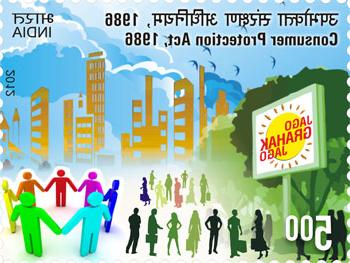 उपभोक्ता संरक्षण अधिनियम, 1986
Consumer Protection Act, 1986
भारत
INDIA
2012
JAGO
GRAHAK
JAGO
500